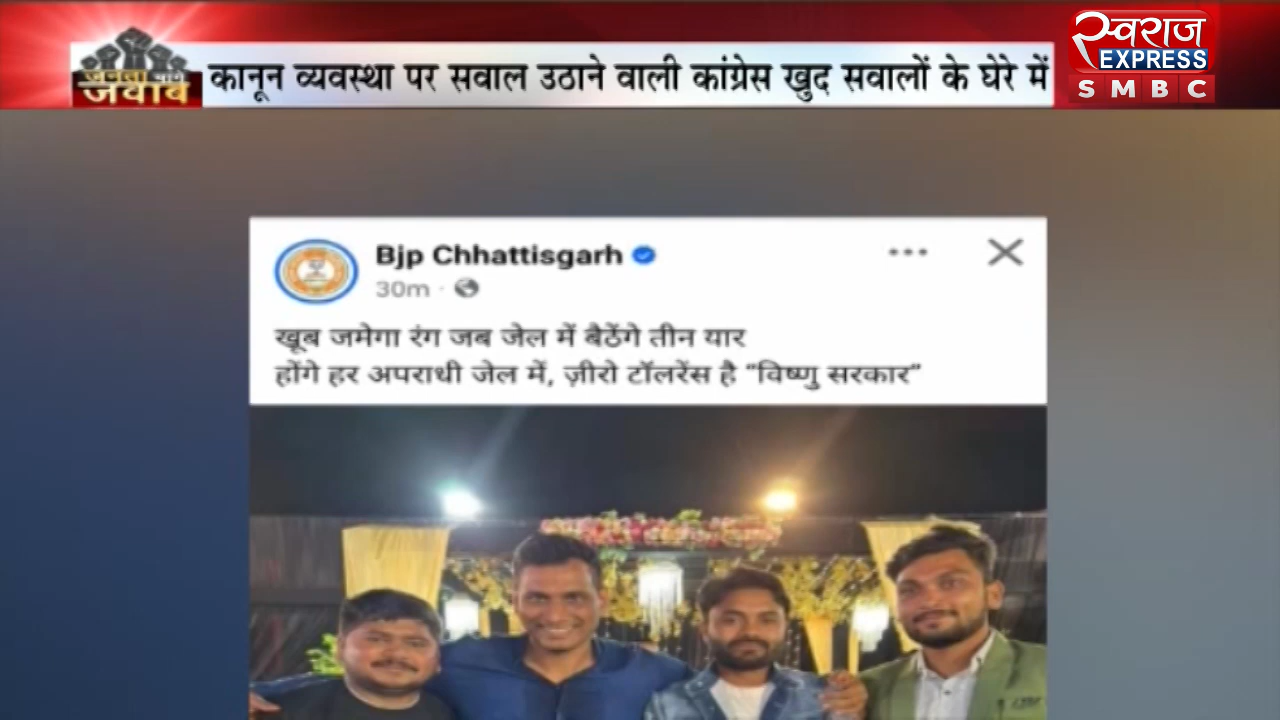 जनता मांगे
जवाब
कानून व्यवस्था पर सवाल उठाने वाली कांग्रेस खुद सवालों के घेरे में
स्वराज
EXPRESS
SMBC
Bjp Chhattisgarh
30m ·
खूब जमेगा रंग जब जेल में बैठेंगे तीन यार
होंगे हर अपराधी जेल में, ज़ीरो टॉलरेंस है "विष्णु सरकार"